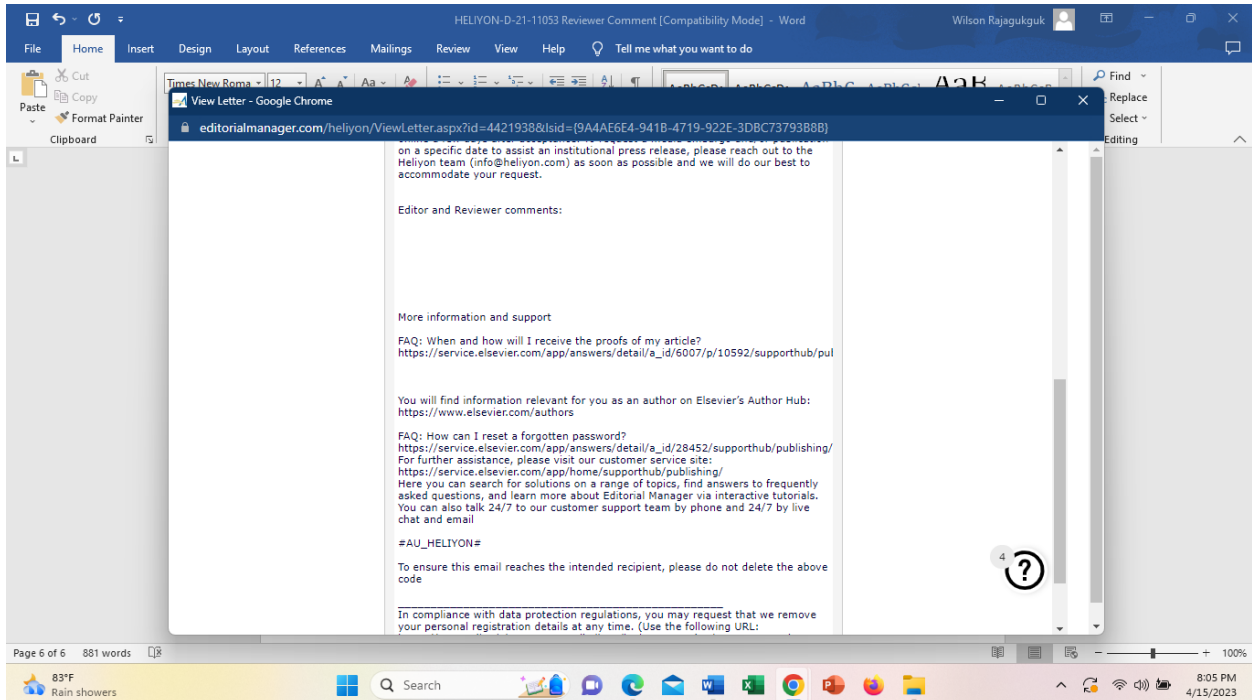 HELIYON-D-21-11053 Reviewer Comment [Compatibility Mode] - Word
Wilson Rajagukguk
File Home Insert Design Layout References Mailings Review View Help Tell me what you want to do
Cut
Copy
Paste
Format Painter
Clipboard
Times New Roma 12
Find
Replace
Select
Editing
View Letter - Google Chrome
editorialmanager.com/heliyon/ViewLetter.aspx?id=4421938&lsid={9A4AE6E4-941B-4719-922E-3DBC73793B8B}
on a specific date to assist an institutional press release, please reach out to the
Heliyon team (info@heliyon.com) as soon as possible and we will do our best to
accommodate your request.
Editor and Reviewer comments:
More information and support
FAQ: When and how will I receive the proofs of my article?
https://service.elsevier.com/app/answers/detail/a_id/6007/p/10592/supporthub/pul
You will find information relevant for you as an author on Elsevier's Author Hub:
https://www.elsevier.com/authors
FAQ: How can I reset a forgotten password?
https://service.elsevier.com/app/answers/detail/a_id/28452/supporthub/publishing/
For further assistance, please visit our customer service site:
https://service.elsevier.com/app/home/supporthub/publishing/
Here you can search for solutions on a range of topics, find answers to frequently
asked questions, and learn more about Editorial Manager via interactive tutorials.
You can also talk 24/7 to our customer support team by phone and 24/7 by live
chat and email
#AU_HELIYON#
To ensure this email reaches the intended recipient, please do not delete the above
code
In compliance with data protection regulations, you may request that we remove
your personal registration details at any time. (Use the following URL:
4
Page 6 of 6 881 words
100%
83°F
Rain showers
Search
8:05 PM
4/15/2023